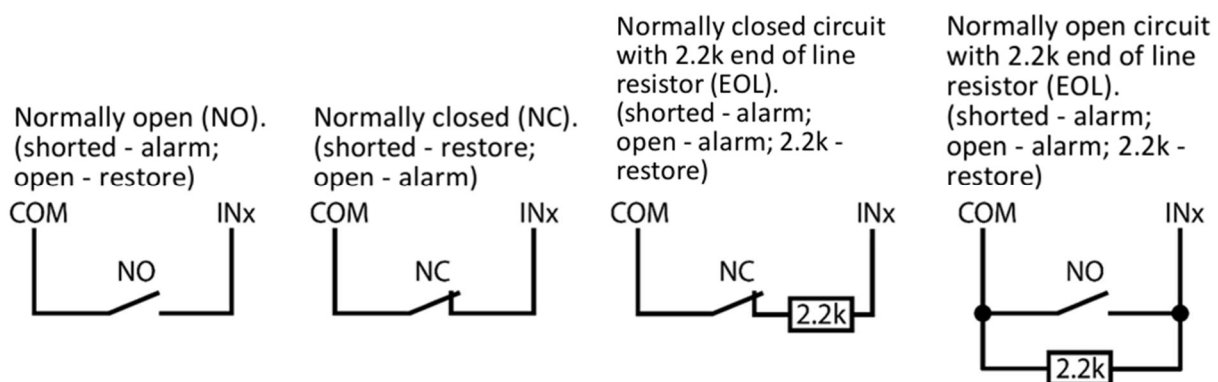 Normally open (NO).
(shorted - alarm;
open - restore)
COM INx
NO
Normally closed (NC).
(shorted - restore;
open - alarm)
COM INx
NC
Normally closed circuit
with 2.2k end of line
resistor (EOL).
(shorted - alarm;
open - alarm; 2.2k -
restore)
COM INx
NC
2.2k
Normally open circuit
with 2.2k end of line
resistor (EOL).
(shorted - alarm;
open - alarm; 2.2k -
restore)
COM INx
NO
2.2k